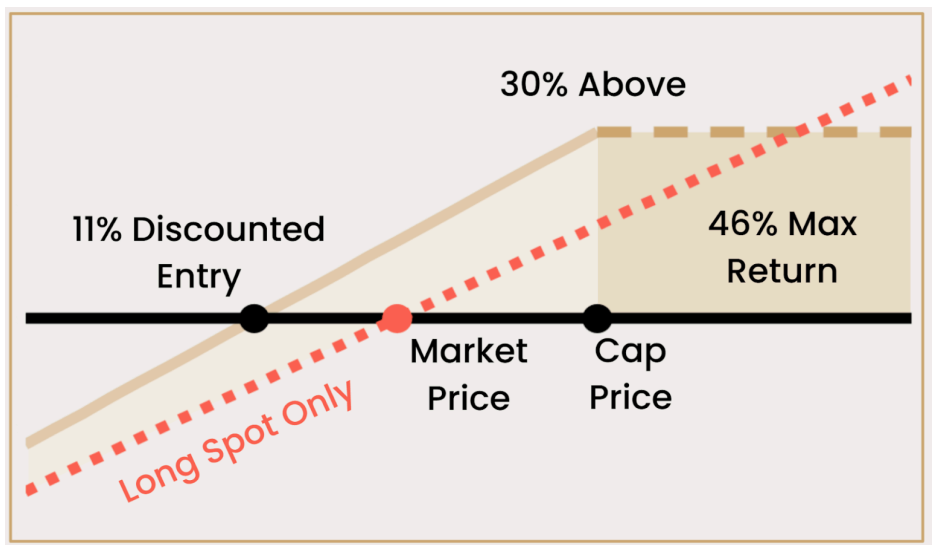 30% Above
11% Discounted
Entry
46% Max
Return
Market
Price
Cap
Price
Long Spot Only